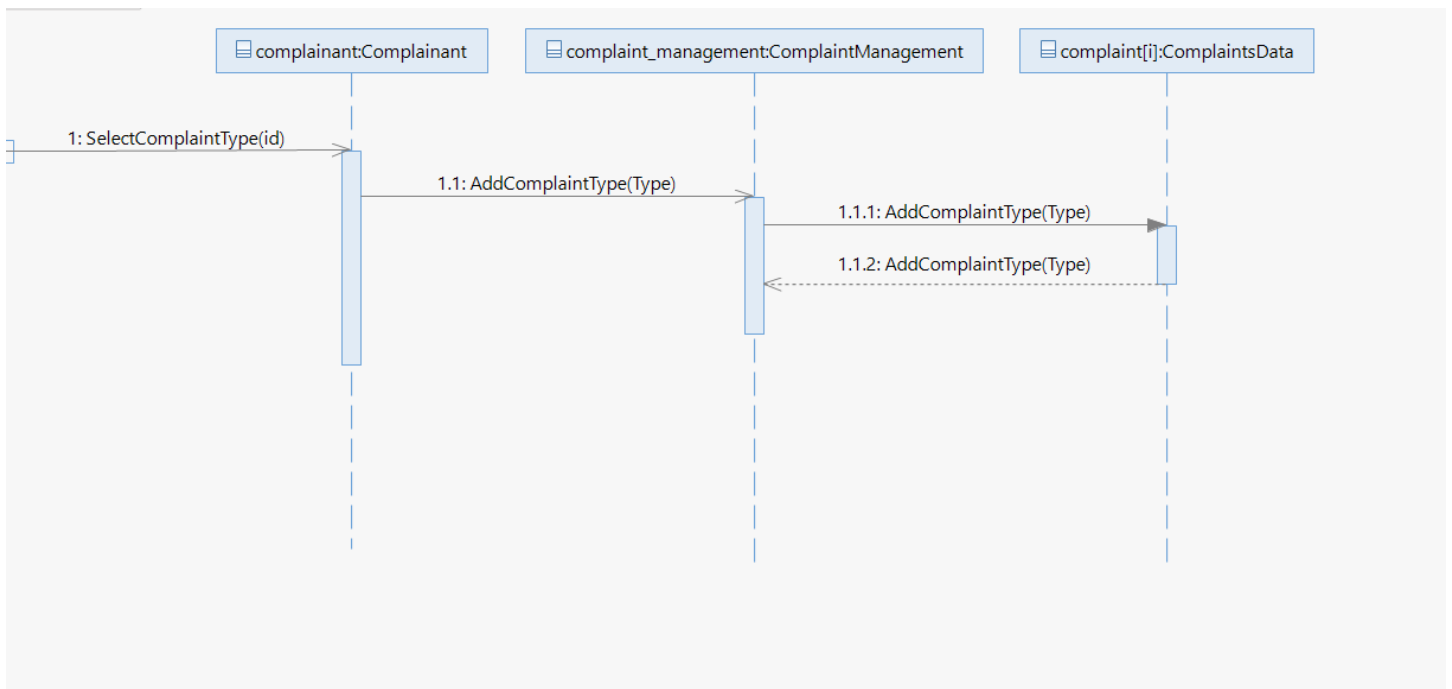 complainant:Complainant
complaint_management:ComplaintManagement
complaint[i]:ComplaintsData
1: SelectComplaintType(id)
1.1: AddComplaintType(Type)
1.1.1: AddComplaintType(Type)
1.1.2: AddComplaintType(Type)